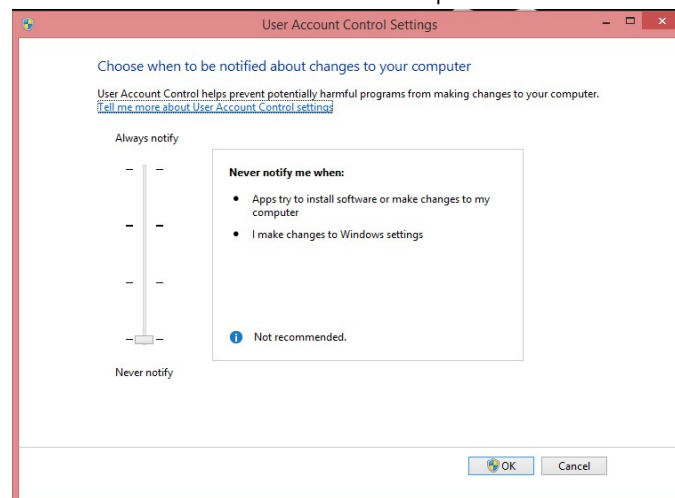 User Account Control Settings
Choose when to be notified about changes to your computer
User Account Control helps prevent potentially harmful programs from making changes to your computer.
Tell me more about User Account Control settings
Always notify
Never notify me when:
• Apps try to install software or make changes to my
computer
• I make changes to Windows settings
Not recommended.
Never notify
OK Cancel